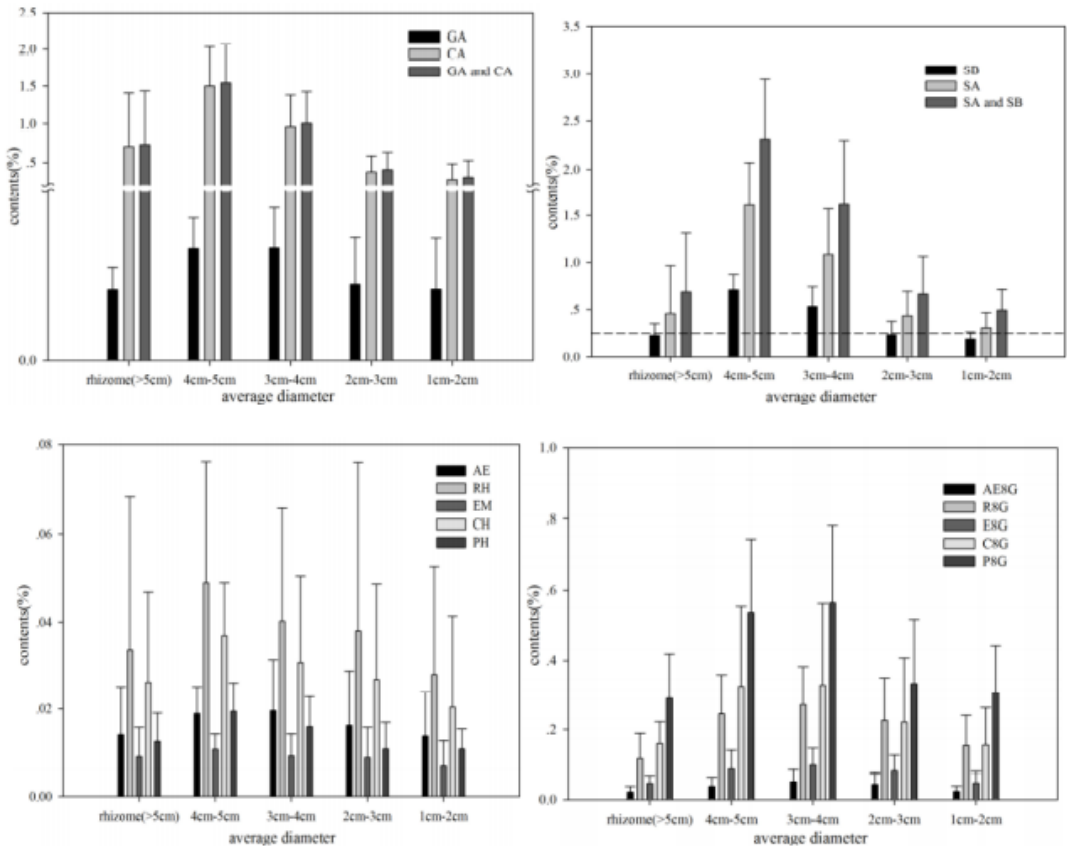 2.5
2.0
1.5
1.0
.5
0.0
contents(%)
GA
CA
GA and CA
rhizome(>5cm) 4cm-5cm 3cm-4cm 2cm-3cm 1cm-2cm
average diameter
3.5
3.0
2.5
2.0
1.5
1.0
.5
0.0
contents(%)
SB
SA
SA and SB
rhizome(>5cm) 4cm-5cm 3cm-4cm 2cm-3cm 1cm-2cm
average diameter
.08
.06
.04
.02
0.00
contents(%)
AE
RH
EM
CH
PH
rhizome(>5cm) 4cm-5cm 3cm-4cm 2cm-3cm 1cm-2cm
average diameter
1.0
.8
.6
.4
.2
0.0
contents(%)
AE8G
R8G
E8G
C8G
P8G
rhizome(>5cm) 4cm-5cm 3cm-4cm 2cm-3cm 1cm-2cm
average diameter